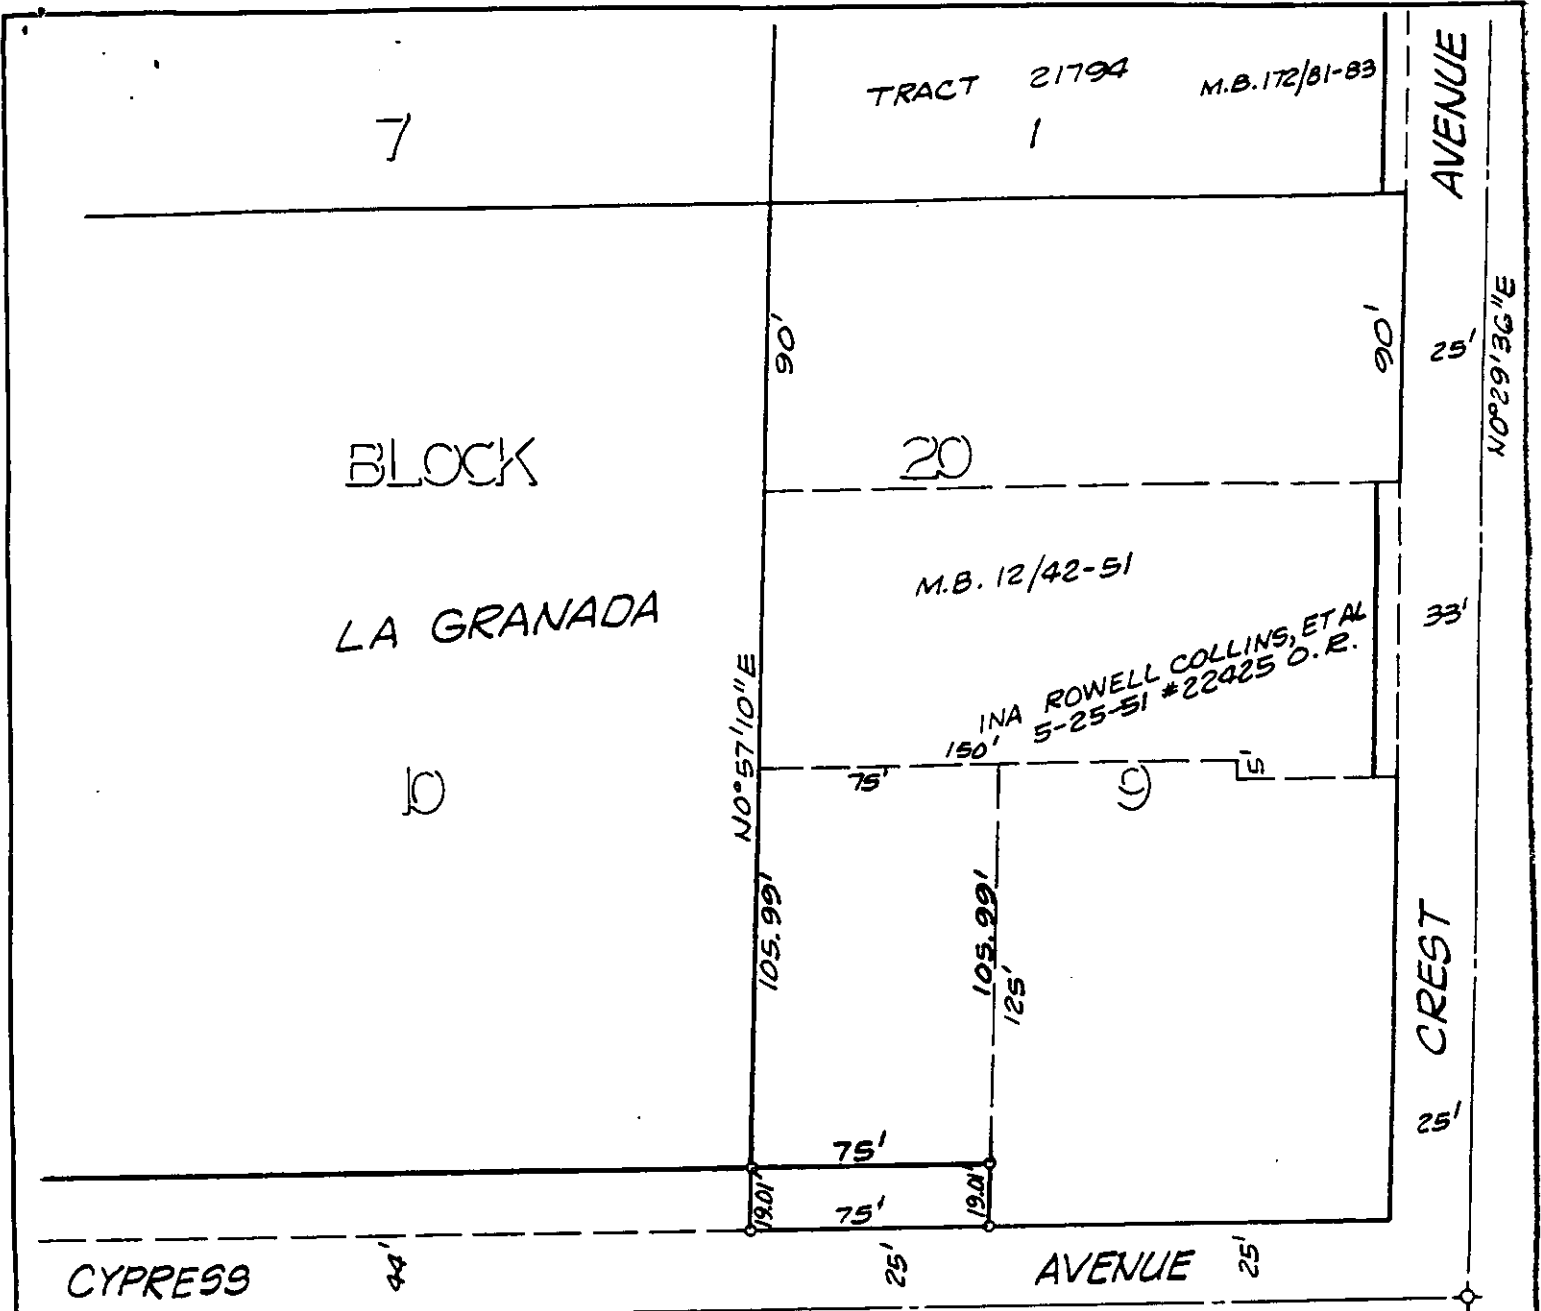 TRACT 21794 M.B. 172/81-83
7
1
AVENUE
90'
90'
25'
N0°29'36"E
BLOCK
20
M.B. 12/42-51
LA GRANADA
33'
INA ROWELL COLLINS, ET AL
5-25-51 #22425 O.R.
N0°57'10"E
150'
75'
5'
10
9
105.99'
105.99'
125'
CREST
25'
75'
19.01'
19.01'
75'
CYPRESS
44'
25'
AVENUE
25'